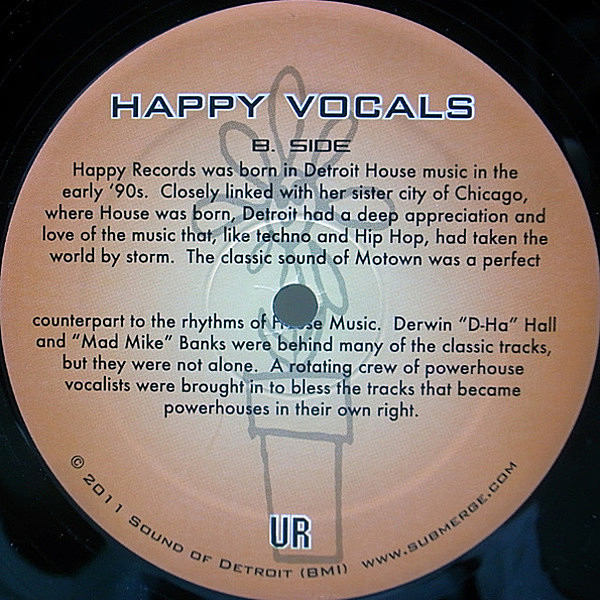 HAPPY VOCALS
B. SIDE
Happy Records was born in Detroit House music in the
early '90s. Closely linked with her sister city of Chicago,
where House was born, Detroit had a deep appreciation and
love of the music that, like techno and Hip Hop, had taken the
world by storm. The classic sound of Motown was a perfect
counterpart to the rhythms of House Music. Derwin "D-Ha" Hall
and "Mad Mike" Banks were behind many of the classic tracks,
but they were not alone. A rotating crew of powerhouse
vocalists were brought in to bless the tracks that became
powerhouses in their own right.
© 2011 SOUND OF DETROIT (BMI) WWW.SUBMERGE.COM
UR